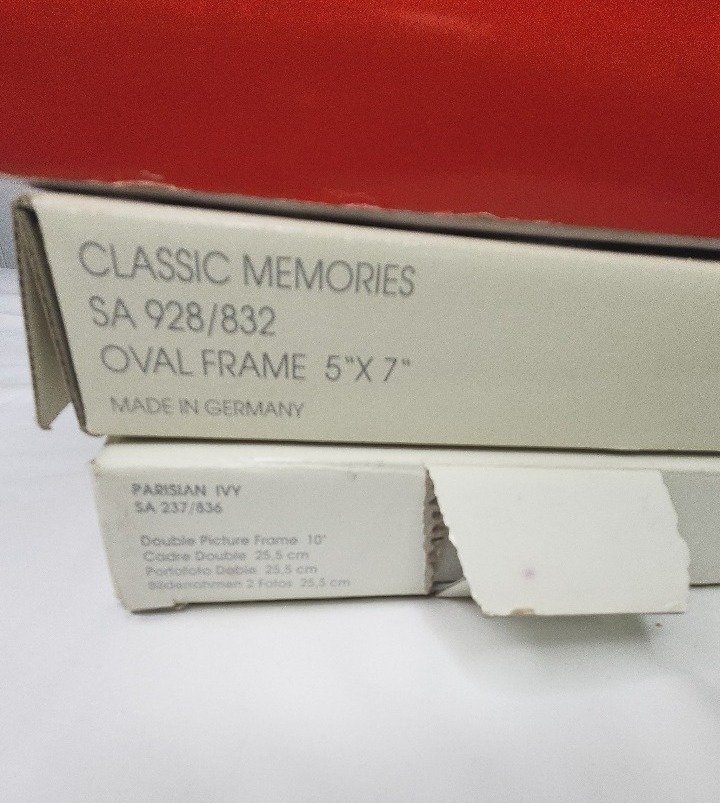 CLASSIC MEMORIES
SA 928/832
OVAL FRAME 5"X 7"
MADE IN GERMANY
PARISIAN IVY
SA 237/836
Double Picture Frame 10"
Cadre Double 25,5 cm
Portafoto Doble 25,5 cm
Bilderrahmen 2 Fotos 25,5 cm